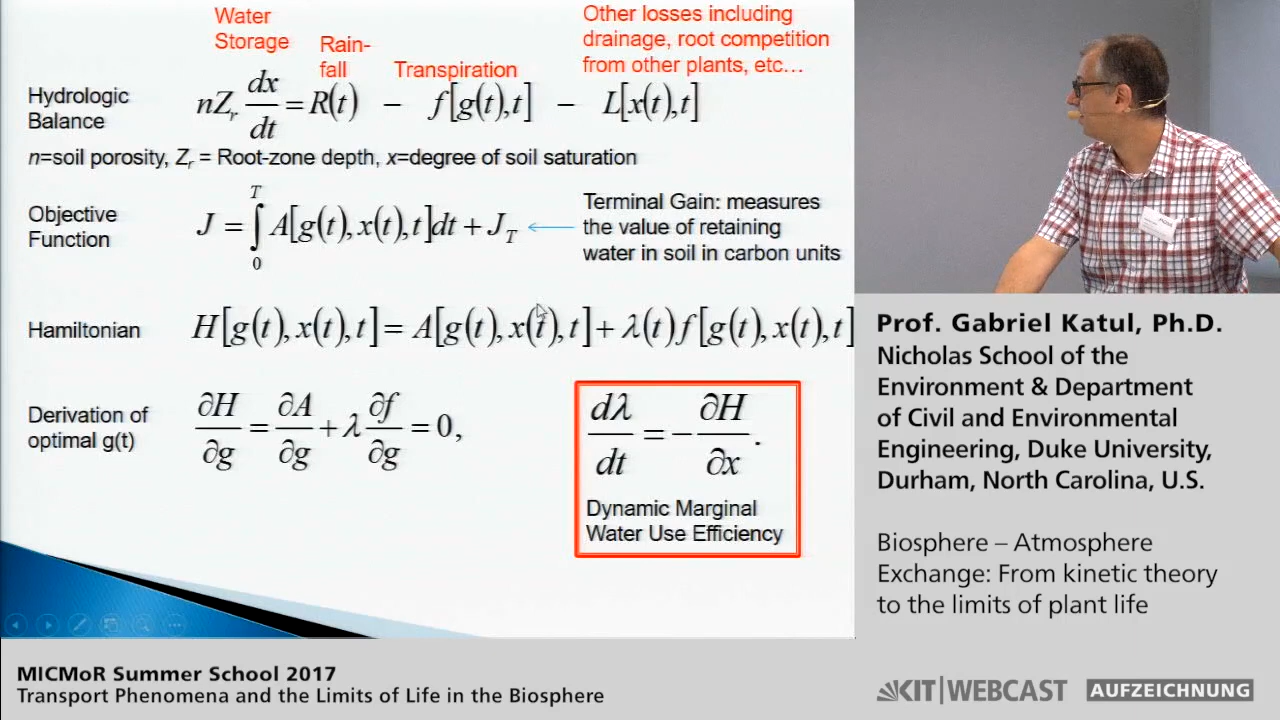 Water
Storage
Rain-
fall
Transpiration
Other losses including
drainage, root competition
from other plants, etc…
Hydrologic
Balance
nZr dx/dt = R(t) − f[g(t),t] − L[x(t),t]
n=soil porosity, Zr = Root-zone depth, x=degree of soil saturation
Objective
Function
J = ∫₀ᵀ A[g(t),x(t),t]dt + J_T
Terminal Gain: measures
the value of retaining
water in soil in carbon units
Hamiltonian
H[g(t),x(t),t] = A[g(t),x(t),t] + λ(t)f[g(t),x(t),t]
Derivation of
optimal g(t)
∂H/∂g = ∂A/∂g + λ ∂f/∂g = 0,
dλ/dt = −∂H/∂x.
Dynamic Marginal
Water Use Efficiency
Prof. Gabriel Katul, Ph.D.
Nicholas School of the
Environment & Department
of Civil and Environmental
Engineering, Duke University,
Durham, North Carolina, U.S.
Biosphere – Atmosphere
Exchange: From kinetic theory
to the limits of plant life
MICMoR Summer School 2017
Transport Phenomena and the Limits of Life in the Biosphere
KIT|WEBCAST
AUFZEICHNUNG